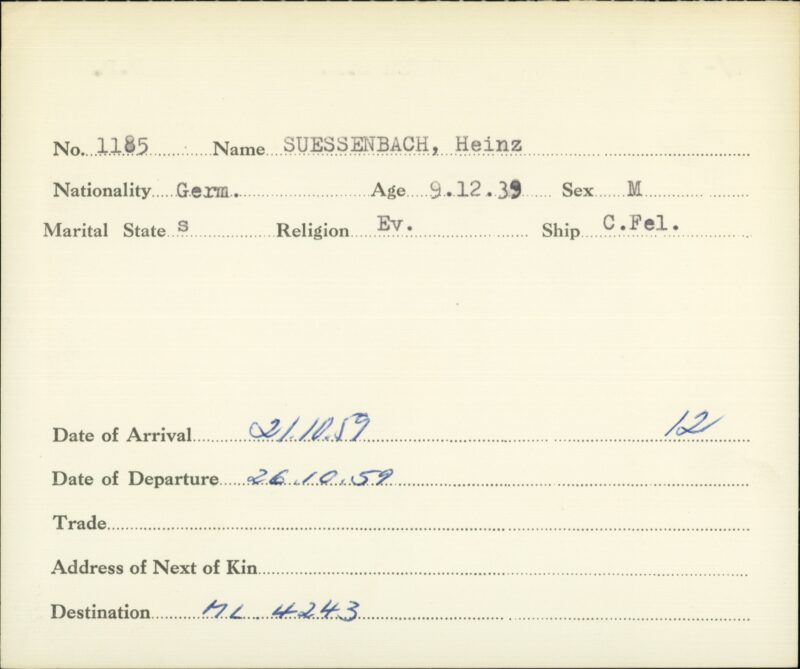 No. 1185 Name SUESSENBACH, Heinz
Nationality Germ. Age 9.12.39 Sex M
Marital State s Religion Ev. Ship C.Fel.
Date of Arrival 21.10.59 12
Date of Departure 26.10.59
Trade
Address of Next of Kin
Destination ML. 4243